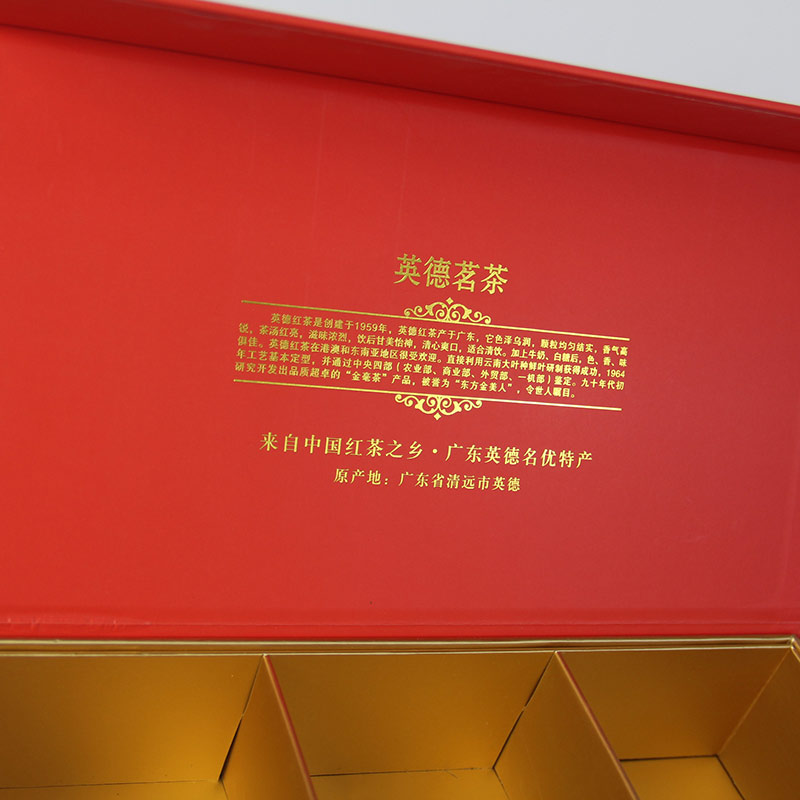 英德茗茶
英德红茶是创建于1959年，英德红茶产于广东，它色泽乌润，颗粒均匀结实，香气高
锐，茶汤红亮，滋味浓烈，饮后甘美怡神，清心爽口，适合清饮。加上牛奶、白糖后，色、香、味
俱佳。英德红茶在港澳和东南亚地区很受欢迎。直接利用云南大叶种鲜叶研制获得成功，1964
年工艺基本定型，并通过中央四部（农业部、商业部、外贸部、一机部）鉴定。九十年代初
研究开发出品质超卓的“金毫茶”产品，被誉为“东方金美人”，令世人瞩目。
来自中国红茶之乡·广东英德名优特产
原产地：广东省清远市英德